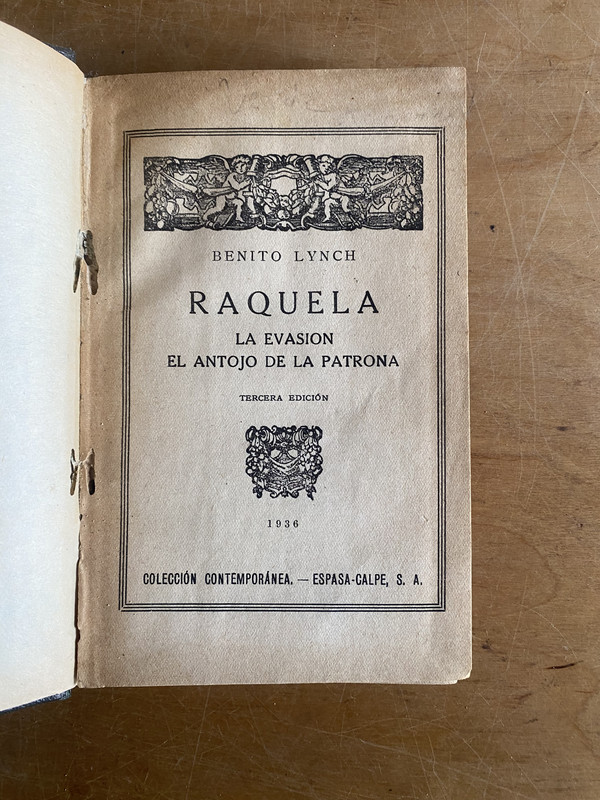 BENITO LYNCH
RAQUELA
LA EVASION
EL ANTOJO DE LA PATRONA
TERCERA EDICIÓN
1936
COLECCIÓN CONTEMPORÁNEA. — ESPASA-CALPE, S. A.